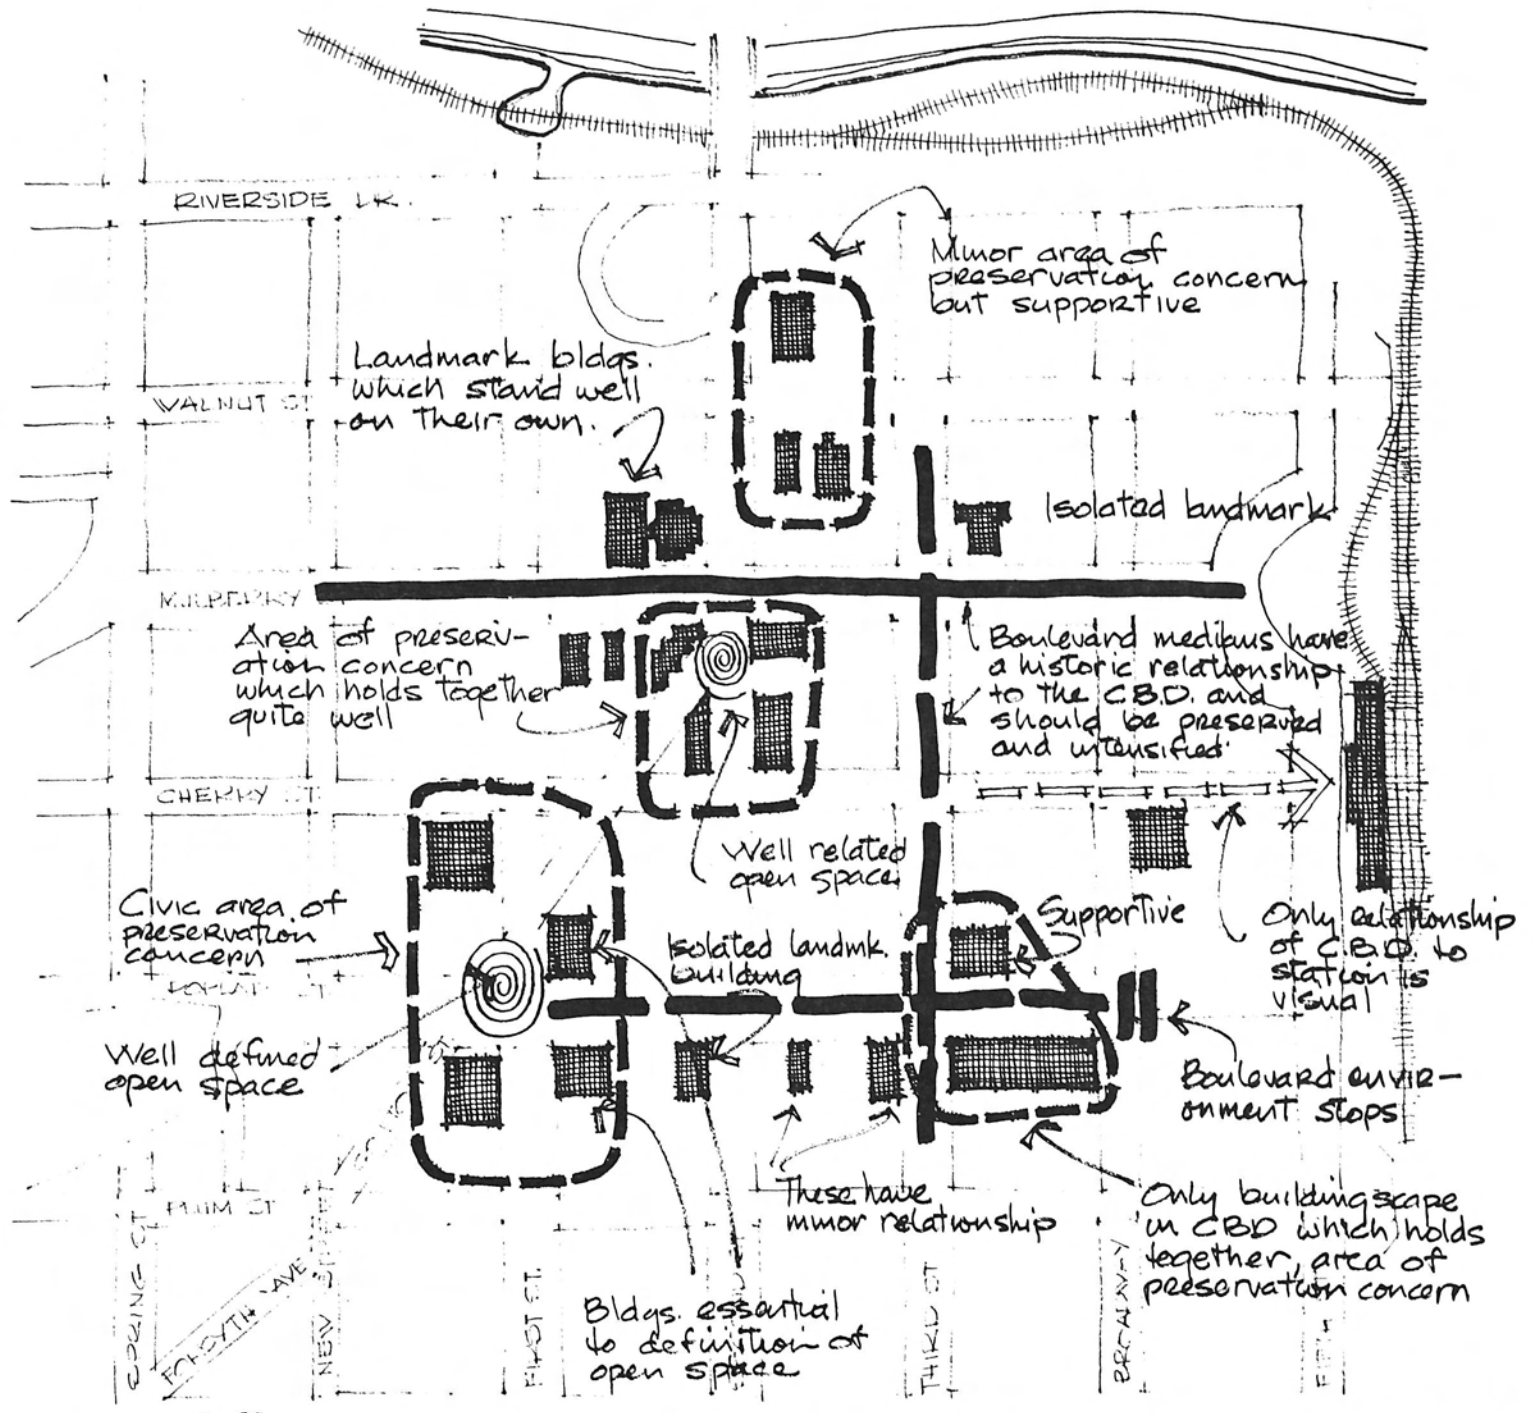 RIVERSIDE DR.
Minor area of
preservation concern
but supportive
Landmark bldgs.
which stand well
on their own.
WALNUT ST
Isolated landmark
MULBERRY
Area of preserv-
ation concern
which holds together
quite well
Boulevard medians have
a historic relationship
to the C.B.D. and
should be preserved
and intensified.
CHERRY ST.
Well related
open space
Civic area of
preservation
concern
Isolated landmk.
building
Supportive
Only relationship
of C.B.D. to
station is
visual
POPLAR ST
Well defined
open space
Boulevard envir-
onment stops
These have
minor relationship
Only buildingscape
in CBD which holds
together, area of
preservation concern
PLUM ST
Bldgs. essential
to definition of
open space
SPRING ST
FORSYTH AVE
NEW STREET
FIRST ST.
THIRD ST
BROADWAY
FIFTH